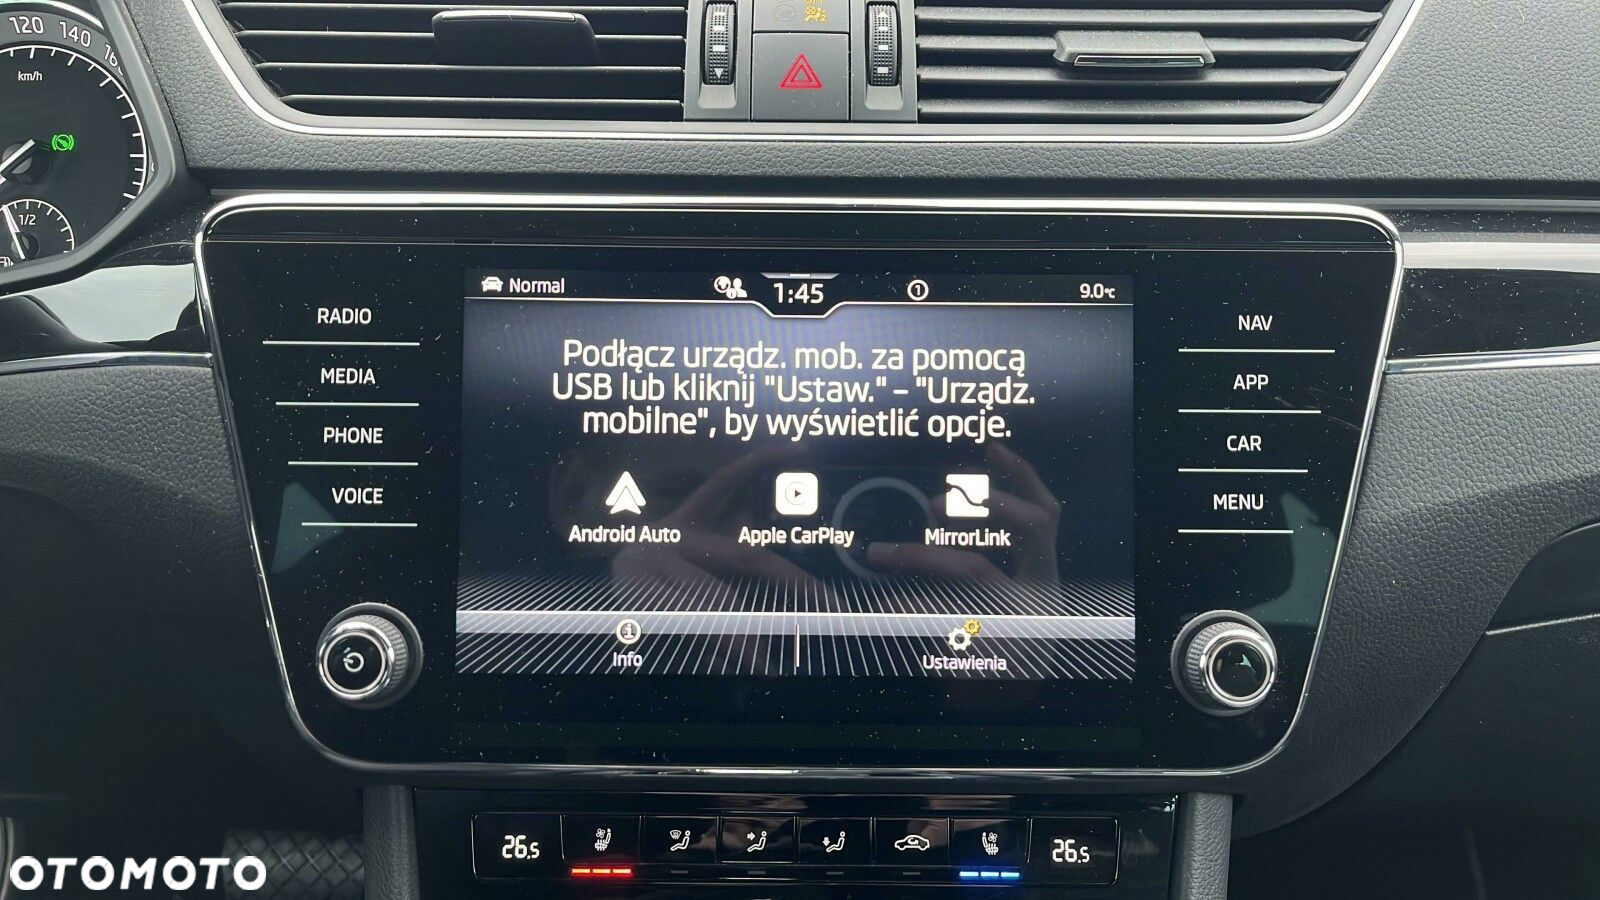 120 140
km/h
1/2
Normal
1:45
1
9.0°C
RADIO
MEDIA
PHONE
VOICE
Podłącz urządz. mob. za pomocą
USB lub kliknij "Ustaw." - "Urządz.
mobilne", by wyświetlić opcje.
Android Auto
Apple CarPlay
MirrorLink
Info
Ustawienia
NAV
APP
CAR
MENU
26.5
26.5
OTOMOTO